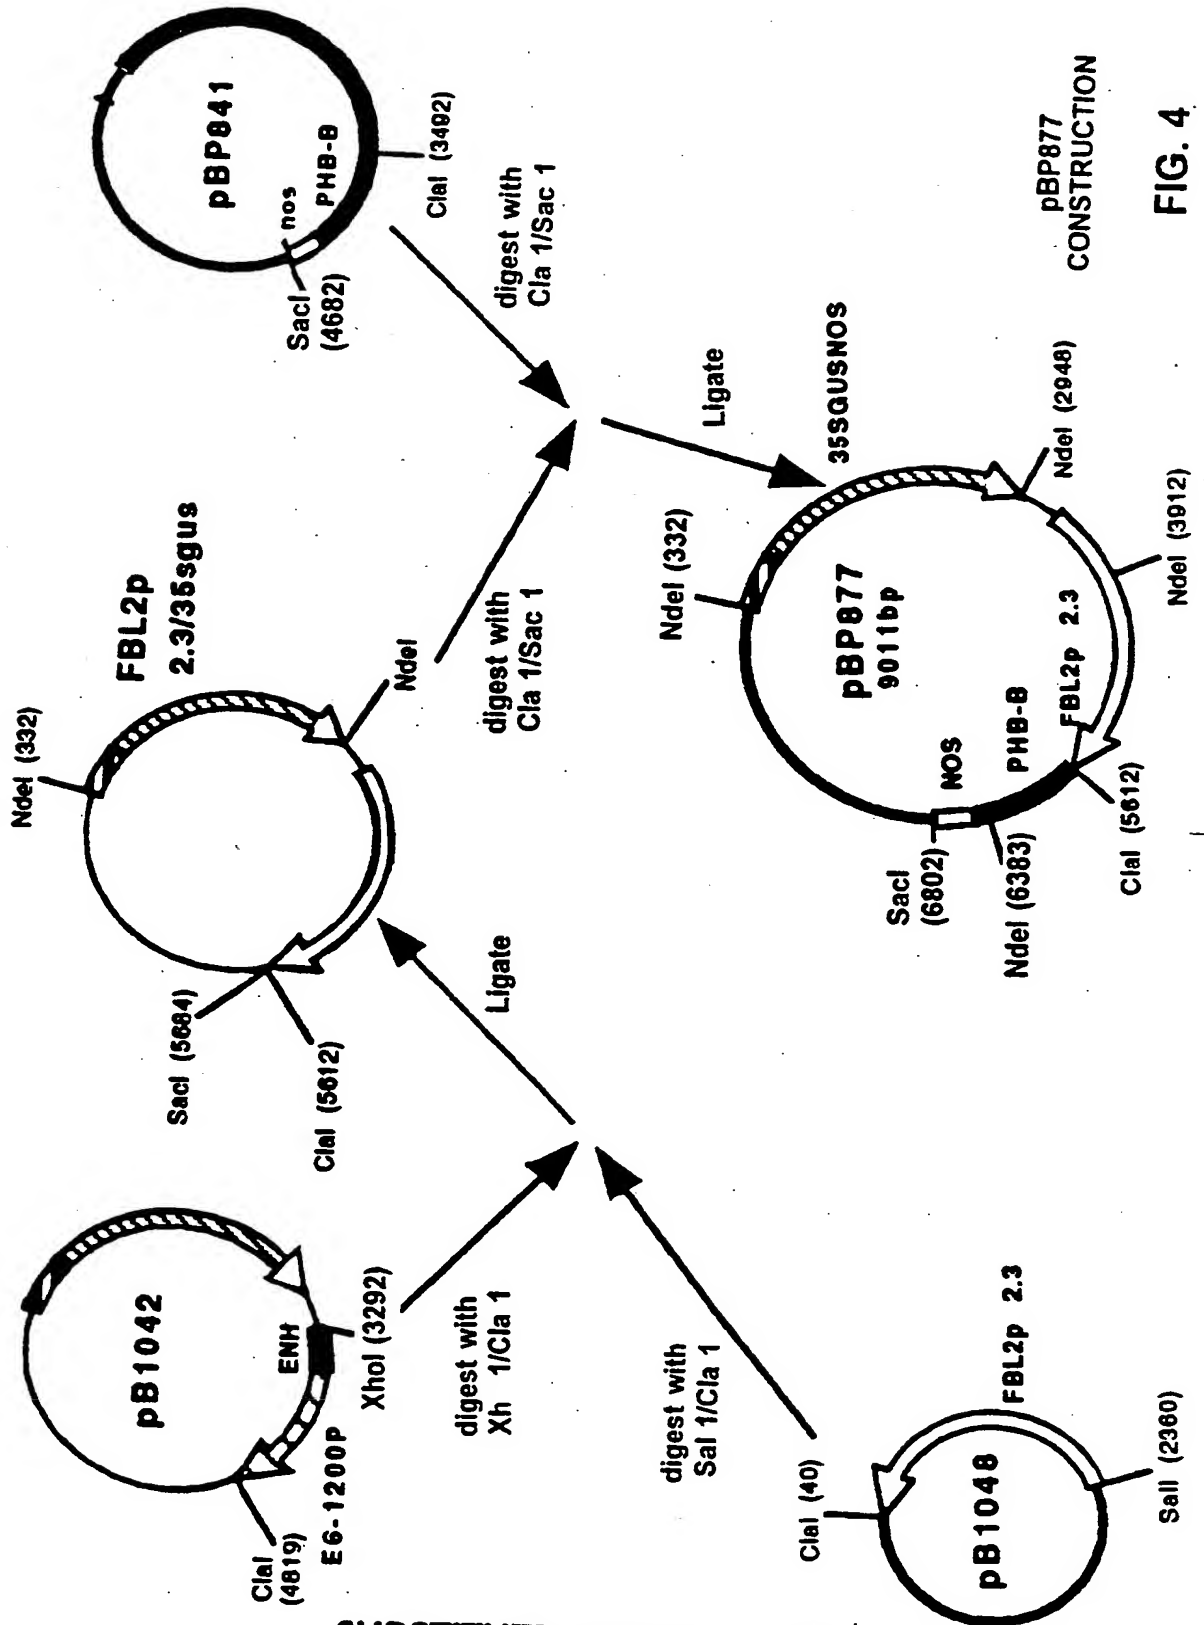 pB1042
ENH
XhoI (3292)
ClaI
(4819)
E6-1200P
digest with
Xh 1/Cla 1
ClaI (40)
pB1048
FBL2p 2.3
SalI (2360)
digest with
Sal 1/Cla 1
Ligate
NdeI (332)
FBL2p
2.3/35sgus
NdeI
SacI (5684)
ClaI (5612)
digest with
Cla 1/Sac 1
pBP841
nos
PHB-B
SacI
(4682)
ClaI (3492)
digest with
Cla 1/Sac 1
Ligate
35SGUSNOS
NdeI (332)
pBP877
9011bp
NOS
PHB-B
FBL2p 2.3
SacI
(6802)
NdeI (6383)
ClaI (5612)
NdeI (3912)
NdeI (2948)
pBP877
CONSTRUCTION
FIG. 4